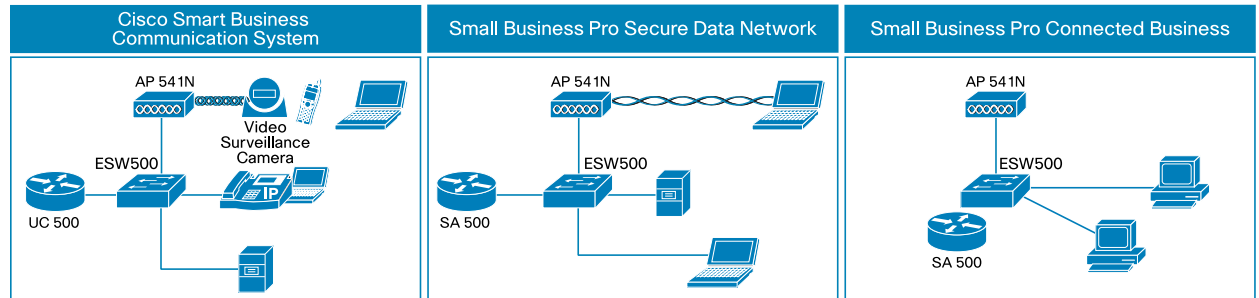 Cisco Smart Business
Communication System
Small Business Pro Secure Data Network
Small Business Pro Connected Business
AP 541N
Video
Surveillance
Camera
ESW500
IP
UC 500
AP 541N
ESW500
SA 500
AP 541N
ESW500
SA 500